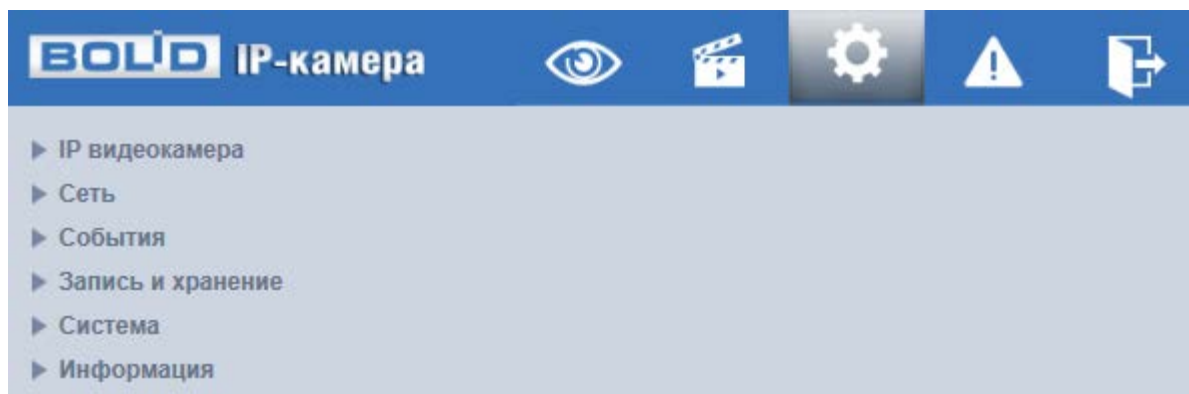 BOLID IP-камера
IP видеокамера
Сеть
События
Запись и хранение
Система
Информация